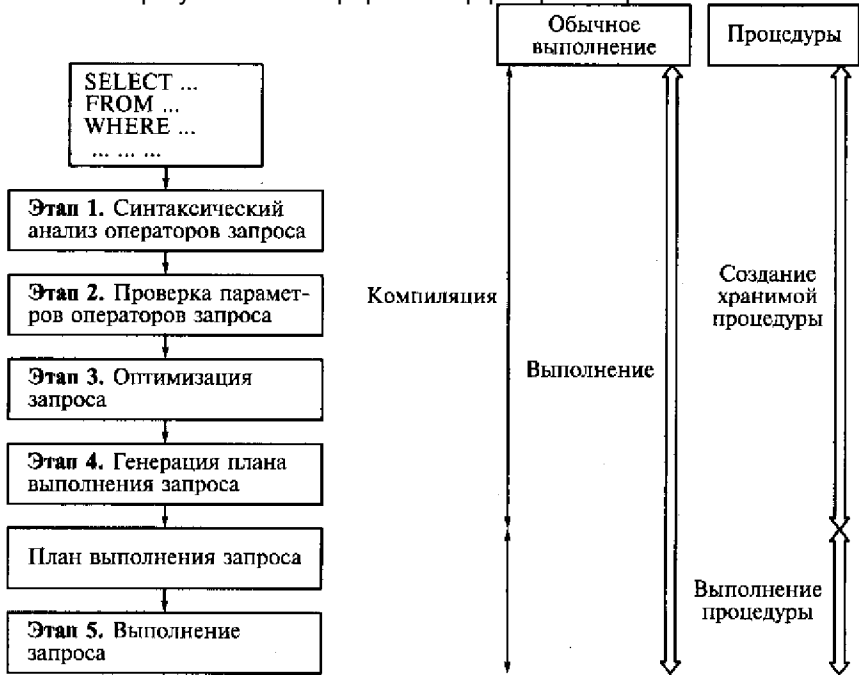 Обычное
выполнение
Процедуры
SELECT ...
FROM ...
WHERE ...
... ... ...
Этап 1. Синтаксический
анализ операторов запроса
Этап 2. Проверка парамет-
ров операторов запроса
Этап 3. Оптимизация
запроса
Этап 4. Генерация плана
выполнения запроса
План выполнения запроса
Этап 5. Выполнение
запроса
Компиляция
Выполнение
Создание
хранимой
процедуры
Выполнение
процедуры